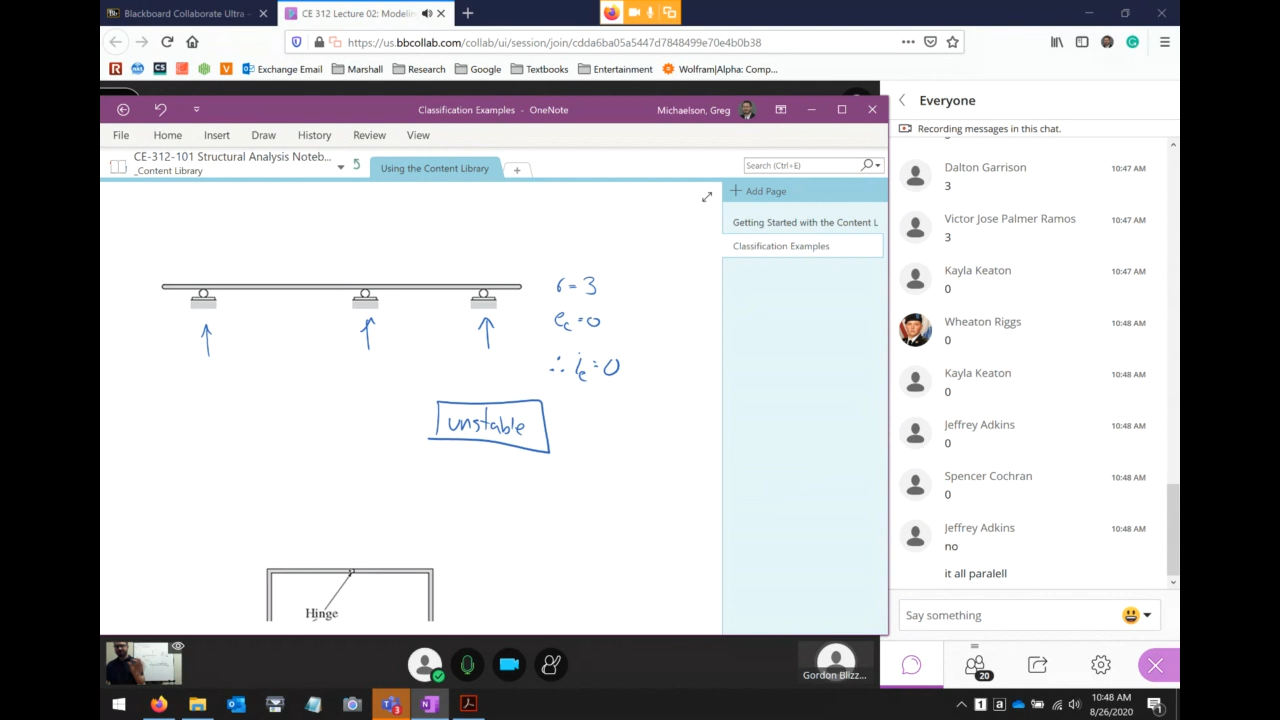 Blackboard Collaborate Ultra
CE 312 Lecture 02: Modelin
https://us.bbcollab.com/collab/ui/session/join/cdda6ba05a5447d7848499e70e4b0b38
Exchange Email
Marshall
Research
Google
Textbooks
Entertainment
Wolfram|Alpha: Comp...
Classification Examples - OneNote
Michaelson, Greg
File
Home
Insert
Draw
History
Review
View
CE-312-101 Structural Analysis Noteb...
_Content Library
Using the Content Library
Search (Ctrl+E)
Add Page
Getting Started with the Content L
Classification Examples
r = 3
ec = 0
∴ ie = 0
unstable
Hinge
Everyone
Recording messages in this chat.
Dalton Garrison
10:47 AM
3
Victor Jose Palmer Ramos
10:47 AM
3
Kayla Keaton
10:47 AM
0
Wheaton Riggs
10:48 AM
0
Kayla Keaton
10:48 AM
0
Jeffrey Adkins
10:48 AM
0
Spencer Cochran
10:48 AM
0
Jeffrey Adkins
10:48 AM
no
it all paralell
Say something
20
Gordon Blizz...
10:48 AM
8/26/2020